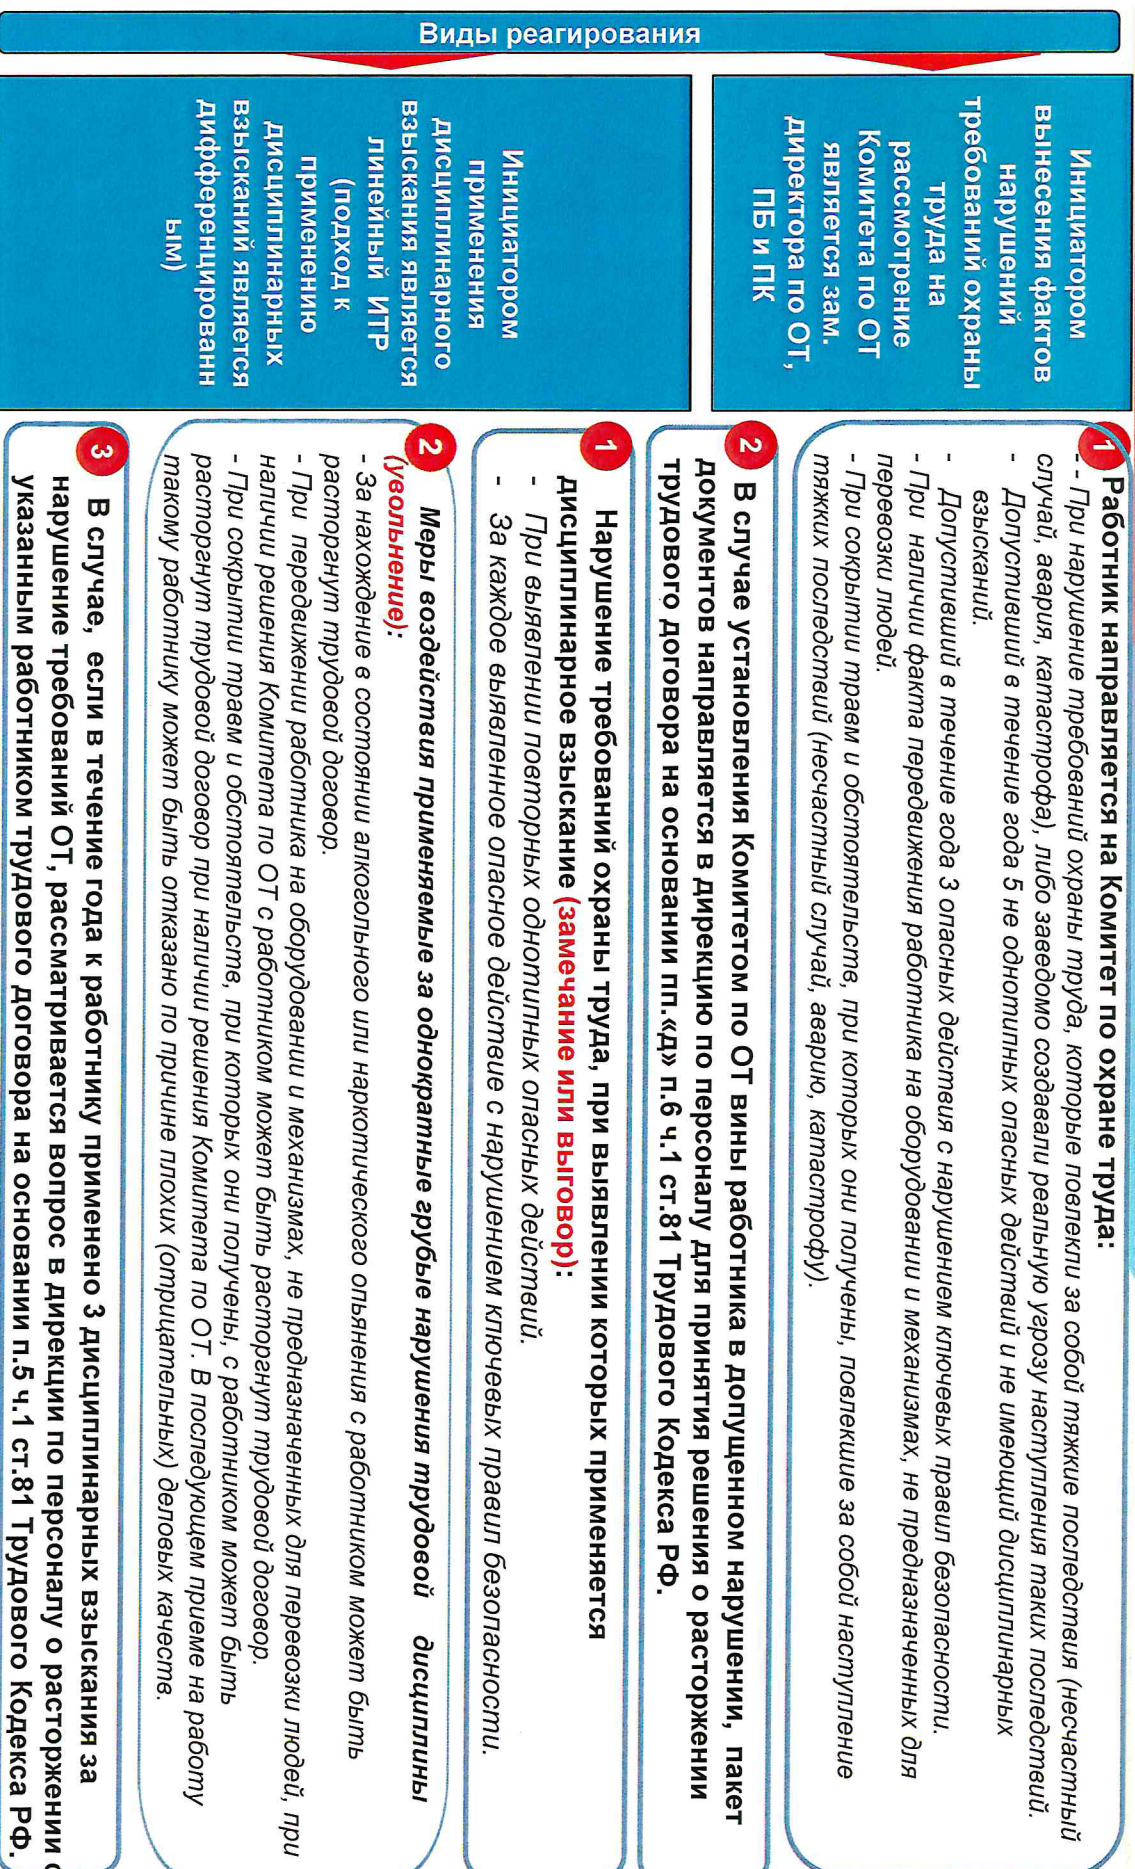 Виды реагирования
Инициатором
вынесения фактов
нарушений
требований охраны
труда на
рассмотрение
Комитета по ОТ
является зам.
директора по ОТ,
ПБ и ПК
1
Работник направляется на Комитет по охране труда:
- - При нарушение требований охраны труда, которые повлекли за собой тяжкие последствия (несчастный
случай, авария, катастрофа), либо заведомо создавали реальную угрозу наступления таких последствий.
- Допустивший в течение года 5 не однотипных опасных действий и не имеющий дисциплинарных
взысканий.
- Допустивший в течение года 3 опасных действия с нарушением ключевых правил безопасности.
- При наличии факта передвижения работника на оборудовании и механизмах, не предназначенных для
перевозки людей.
- При сокрытии травм и обстоятельств, при которых они получены, повлекшие за собой наступление
тяжких последствий (несчастный случай, аварию, катастрофу).
2
В случае установления Комитетом по ОТ вины работника в допущенном нарушении, пакет
документов направляется в дирекцию по персоналу для принятия решения о расторжении
трудового договора на основании пп.«д» п.6 ч.1 ст.81 Трудового Кодекса РФ.
Инициатором
применения
дисциплинарного
взыскания является
линейный ИТР
(подход к
применению
дисциплинарных
взысканий является
дифференцированн
ым)
1
Нарушение требований охраны труда, при выявлении которых применяется
дисциплинарное взыскание (замечание или выговор):
- При выявлении повторных однотипных опасных действий.
- За каждое выявленное опасное действие с нарушением ключевых правил безопасности.
2
Меры воздействия применяемые за однократные грубые нарушения трудовой дисциплины
(увольнение):
- За нахождение в состоянии алкогольного или наркотического опьянения с работником может быть
расторгнут трудовой договор.
- При передвижении работника на оборудовании и механизмах, не предназначенных для перевозки людей, при
наличии решения Комитета по ОТ с работником может быть расторгнут трудовой договор.
- При сокрытии травм и обстоятельств, при которых они получены, с работником может быть
расторгнут трудовой договор при наличии решения Комитета по ОТ. В последующем приеме на работу
такому работнику может быть отказано по причине плохих (отрицательных) деловых качеств.
3
В случае, если в течение года к работнику применено 3 дисциплинарных взыскания за
нарушение требований ОТ, рассматривается вопрос в дирекции по персоналу о расторжении с
указанным работником трудового договора на основании п.5 ч.1 ст.81 Трудового Кодекса РФ.